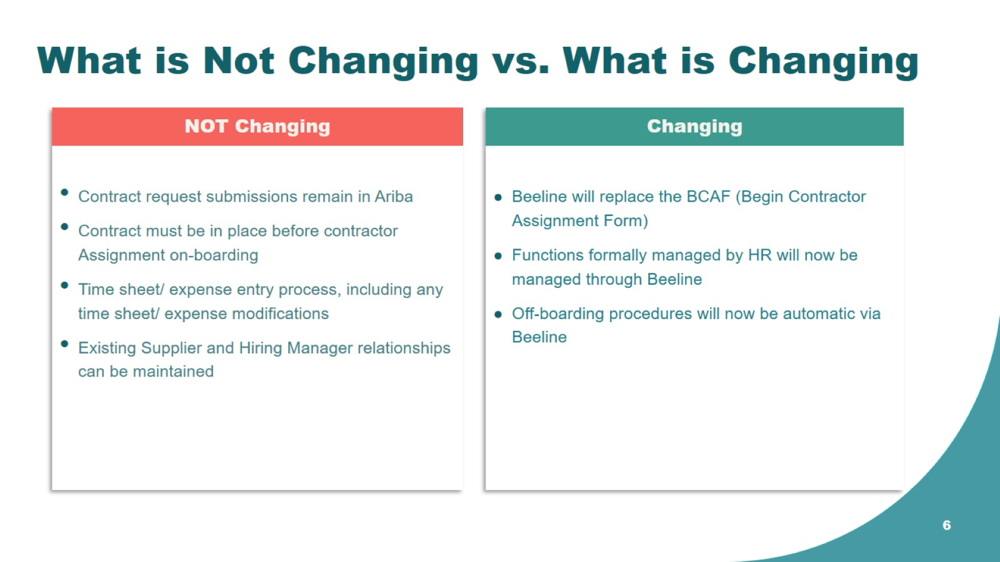 What is Not Changing vs. What is Changing
NOT Changing
• Contract request submissions remain in Ariba
• Contract must be in place before contractor
Assignment on-boarding
• Time sheet/ expense entry process, including any
time sheet/ expense modifications
• Existing Supplier and Hiring Manager relationships
can be maintained
Changing
• Beeline will replace the BCAF (Begin Contractor
Assignment Form)
• Functions formally managed by HR will now be
managed through Beeline
• Off-boarding procedures will now be automatic via
Beeline
6